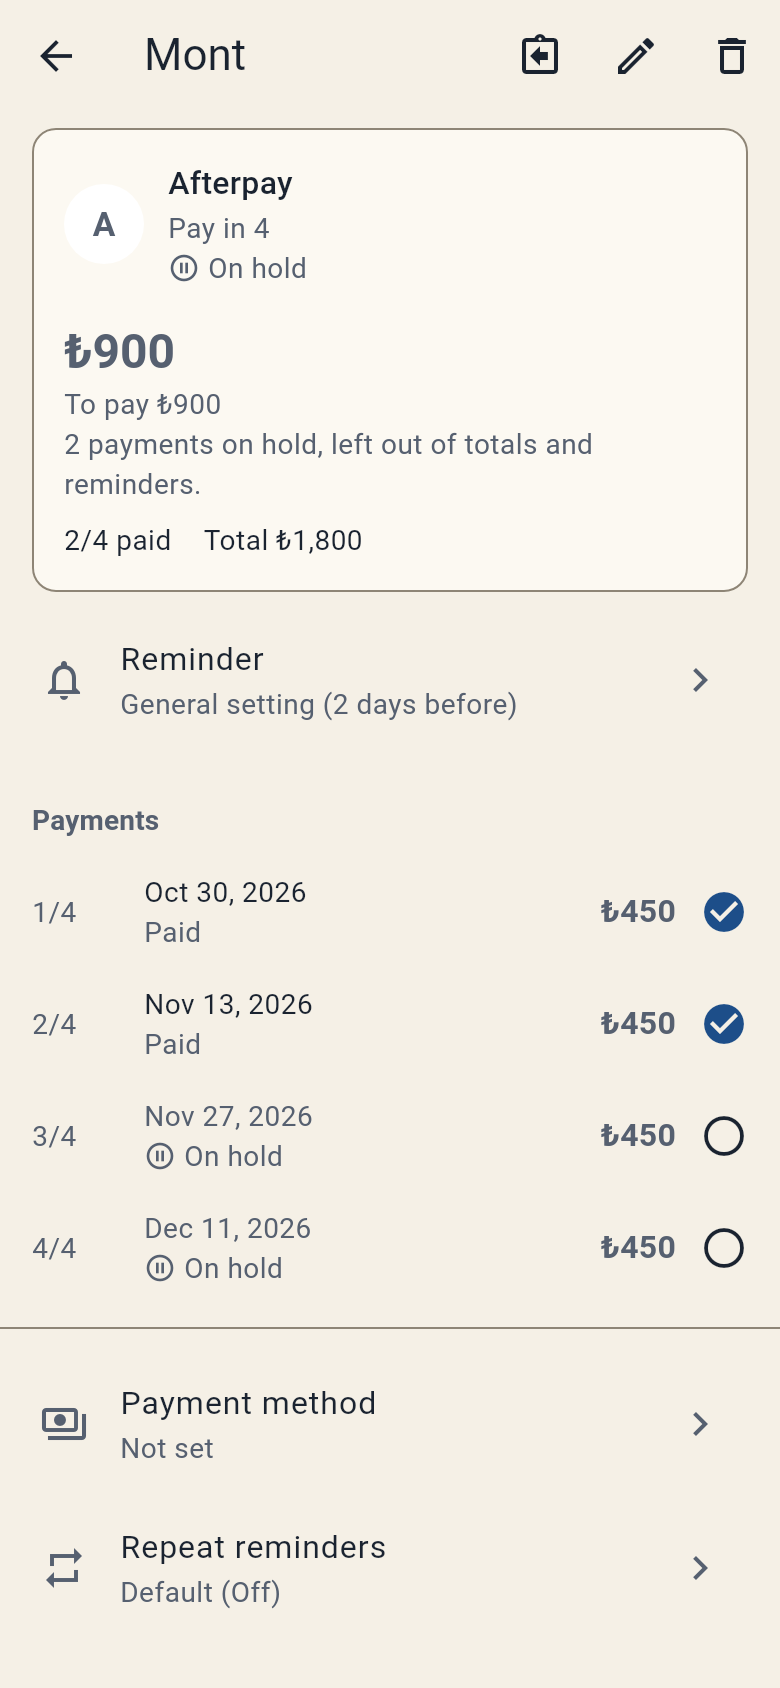 Mont
A
Afterpay
Pay in 4
On hold
₺900
To pay ₺900
2 payments on hold, left out of totals and
reminders.
2/4 paid Total ₺1,800
Reminder
General setting (2 days before)
Payments
1/4 Oct 30, 2026 ₺450
Paid
2/4 Nov 13, 2026 ₺450
Paid
3/4 Nov 27, 2026 ₺450
On hold
4/4 Dec 11, 2026 ₺450
On hold
Payment method
Not set
Repeat reminders
Default (Off)